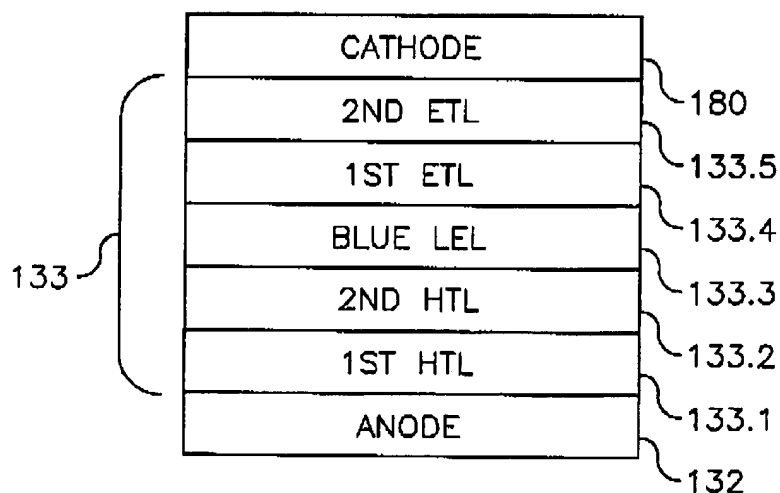 CATHODE
180
2ND ETL
133.5
1ST ETL
133.4
BLUE LEL
133
133.3
2ND HTL
133.2
1ST HTL
133.1
ANODE
132